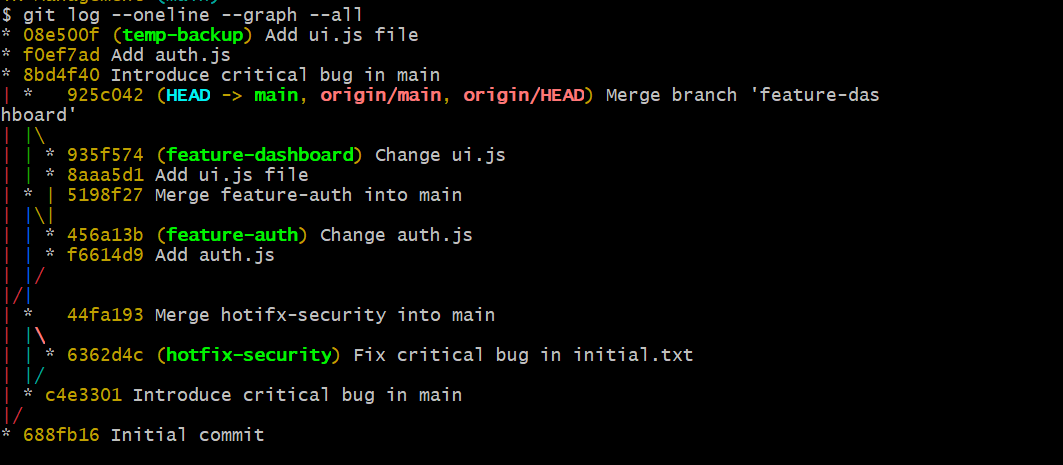 $ git log --oneline --graph --all
* 08e500f (temp-backup) Add ui.js file
* f0ef7ad Add auth.js
* 8bd4f40 Introduce critical bug in main
| *   925c042 (HEAD -> main, origin/main, origin/HEAD) Merge branch 'feature-das
hboard'
| |\
| | * 935f574 (feature-dashboard) Change ui.js
| | * 8aaa5d1 Add ui.js file
| * | 5198f27 Merge feature-auth into main
| |\|
| | * 456a13b (feature-auth) Change auth.js
| | * f6614d9 Add auth.js
| |/
|/|
| *   44fa193 Merge hotifx-security into main
| |\
| | * 6362d4c (hotfix-security) Fix critical bug in initial.txt
| |/
| * c4e3301 Introduce critical bug in main
|/
* 688fb16 Initial commit